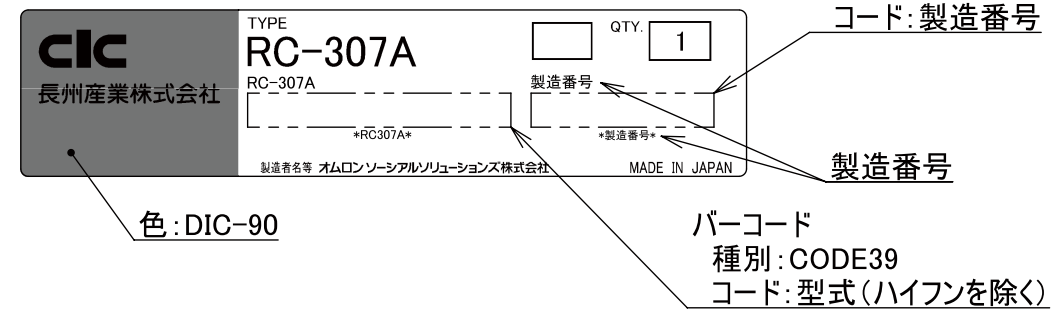 コード:製造番号
TYPE
QTY.
1
CIC
RC-307A
RC-307A
製造番号
長州産業株式会社
*RC307A*
*製造番号*
製造者名等 オムロン ソーシアルソリューションズ株式会社
MADE IN JAPAN
製造番号
色:DIC-90
バーコード
種別:CODE39
コード:型式(ハイフンを除く)